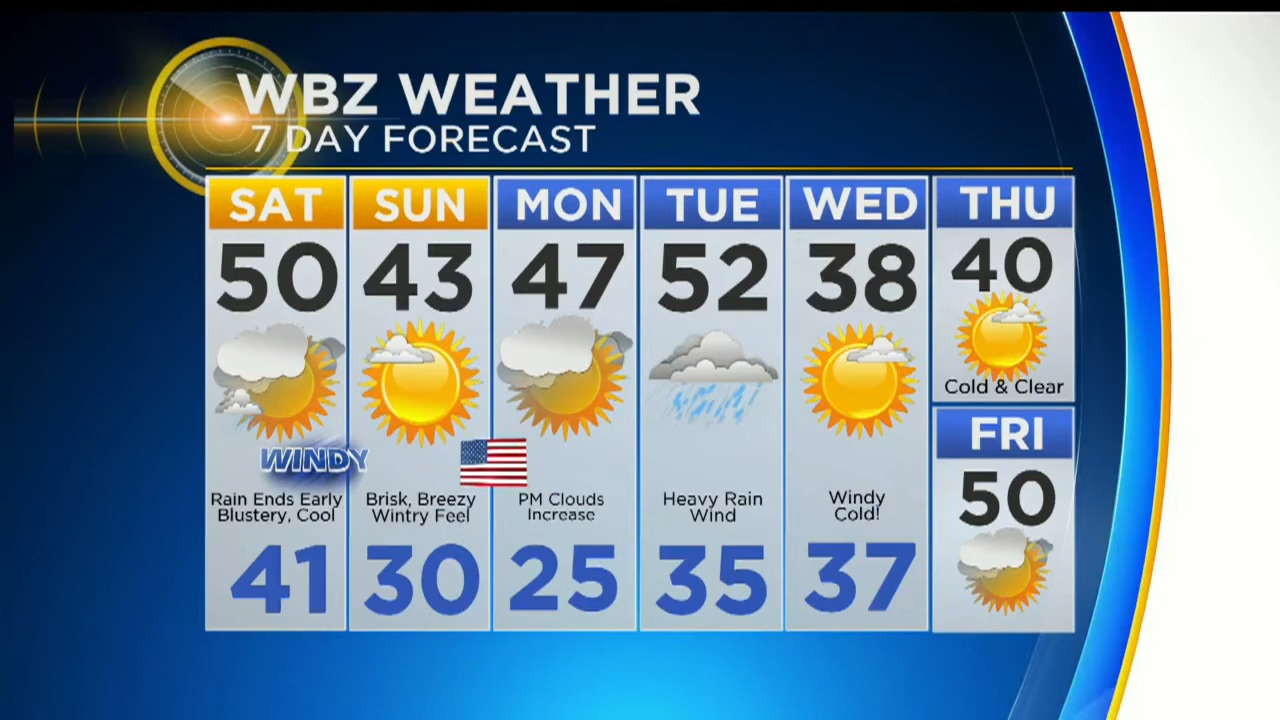 WBZ WEATHER
7 DAY FORECAST
SAT
50
WINDY
Rain Ends Early
Blustery, Cool
41
SUN
43
Brisk, Breezy
Wintry Feel
30
MON
47
PM Clouds
Increase
25
TUE
52
Heavy Rain
Wind
35
WED
38
Windy
Cold!
37
THU
40
Cold & Clear
FRI
50